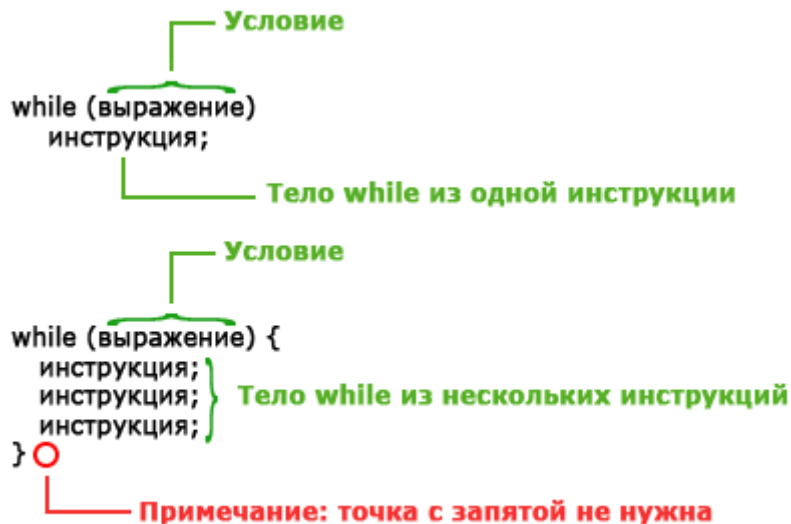 Условие
while (выражение)
инструкция;
Тело while из одной инструкции
Условие
while (выражение) {
инструкция;
инструкция;
инструкция;
Тело while из нескольких инструкций
}
Примечание: точка с запятой не нужна